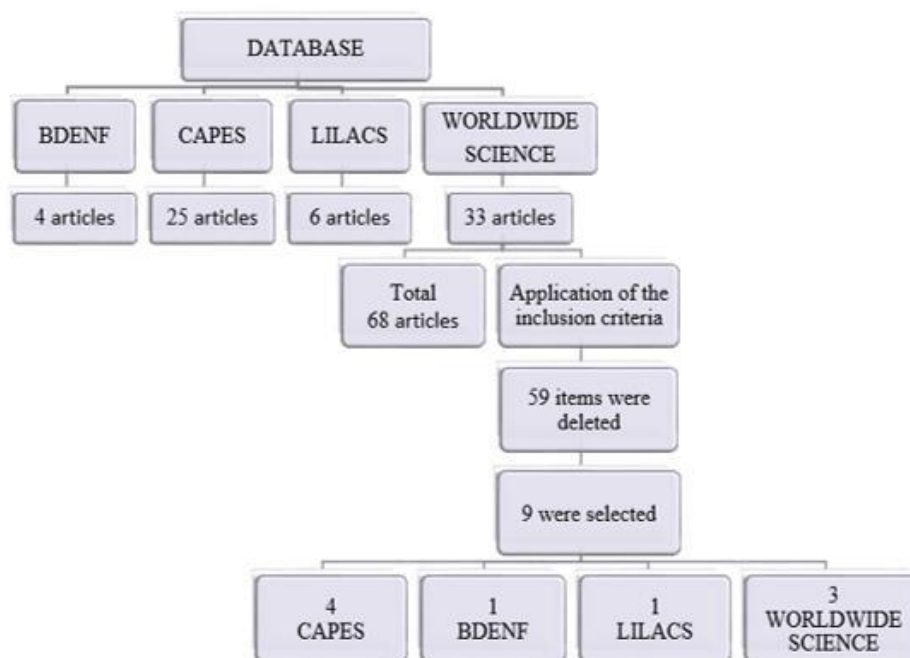 DATABASE
BDENF
CAPES
LILACS
WORLDWIDE
SCIENCE
4 articles
25 articles
6 articles
33 articles
Total
68 articles
Application of the
inclusion criteria
59 items were
deleted
9 were selected
4
CAPES
1
BDENF
1
LILACS
3
WORLDWIDE
SCIENCE